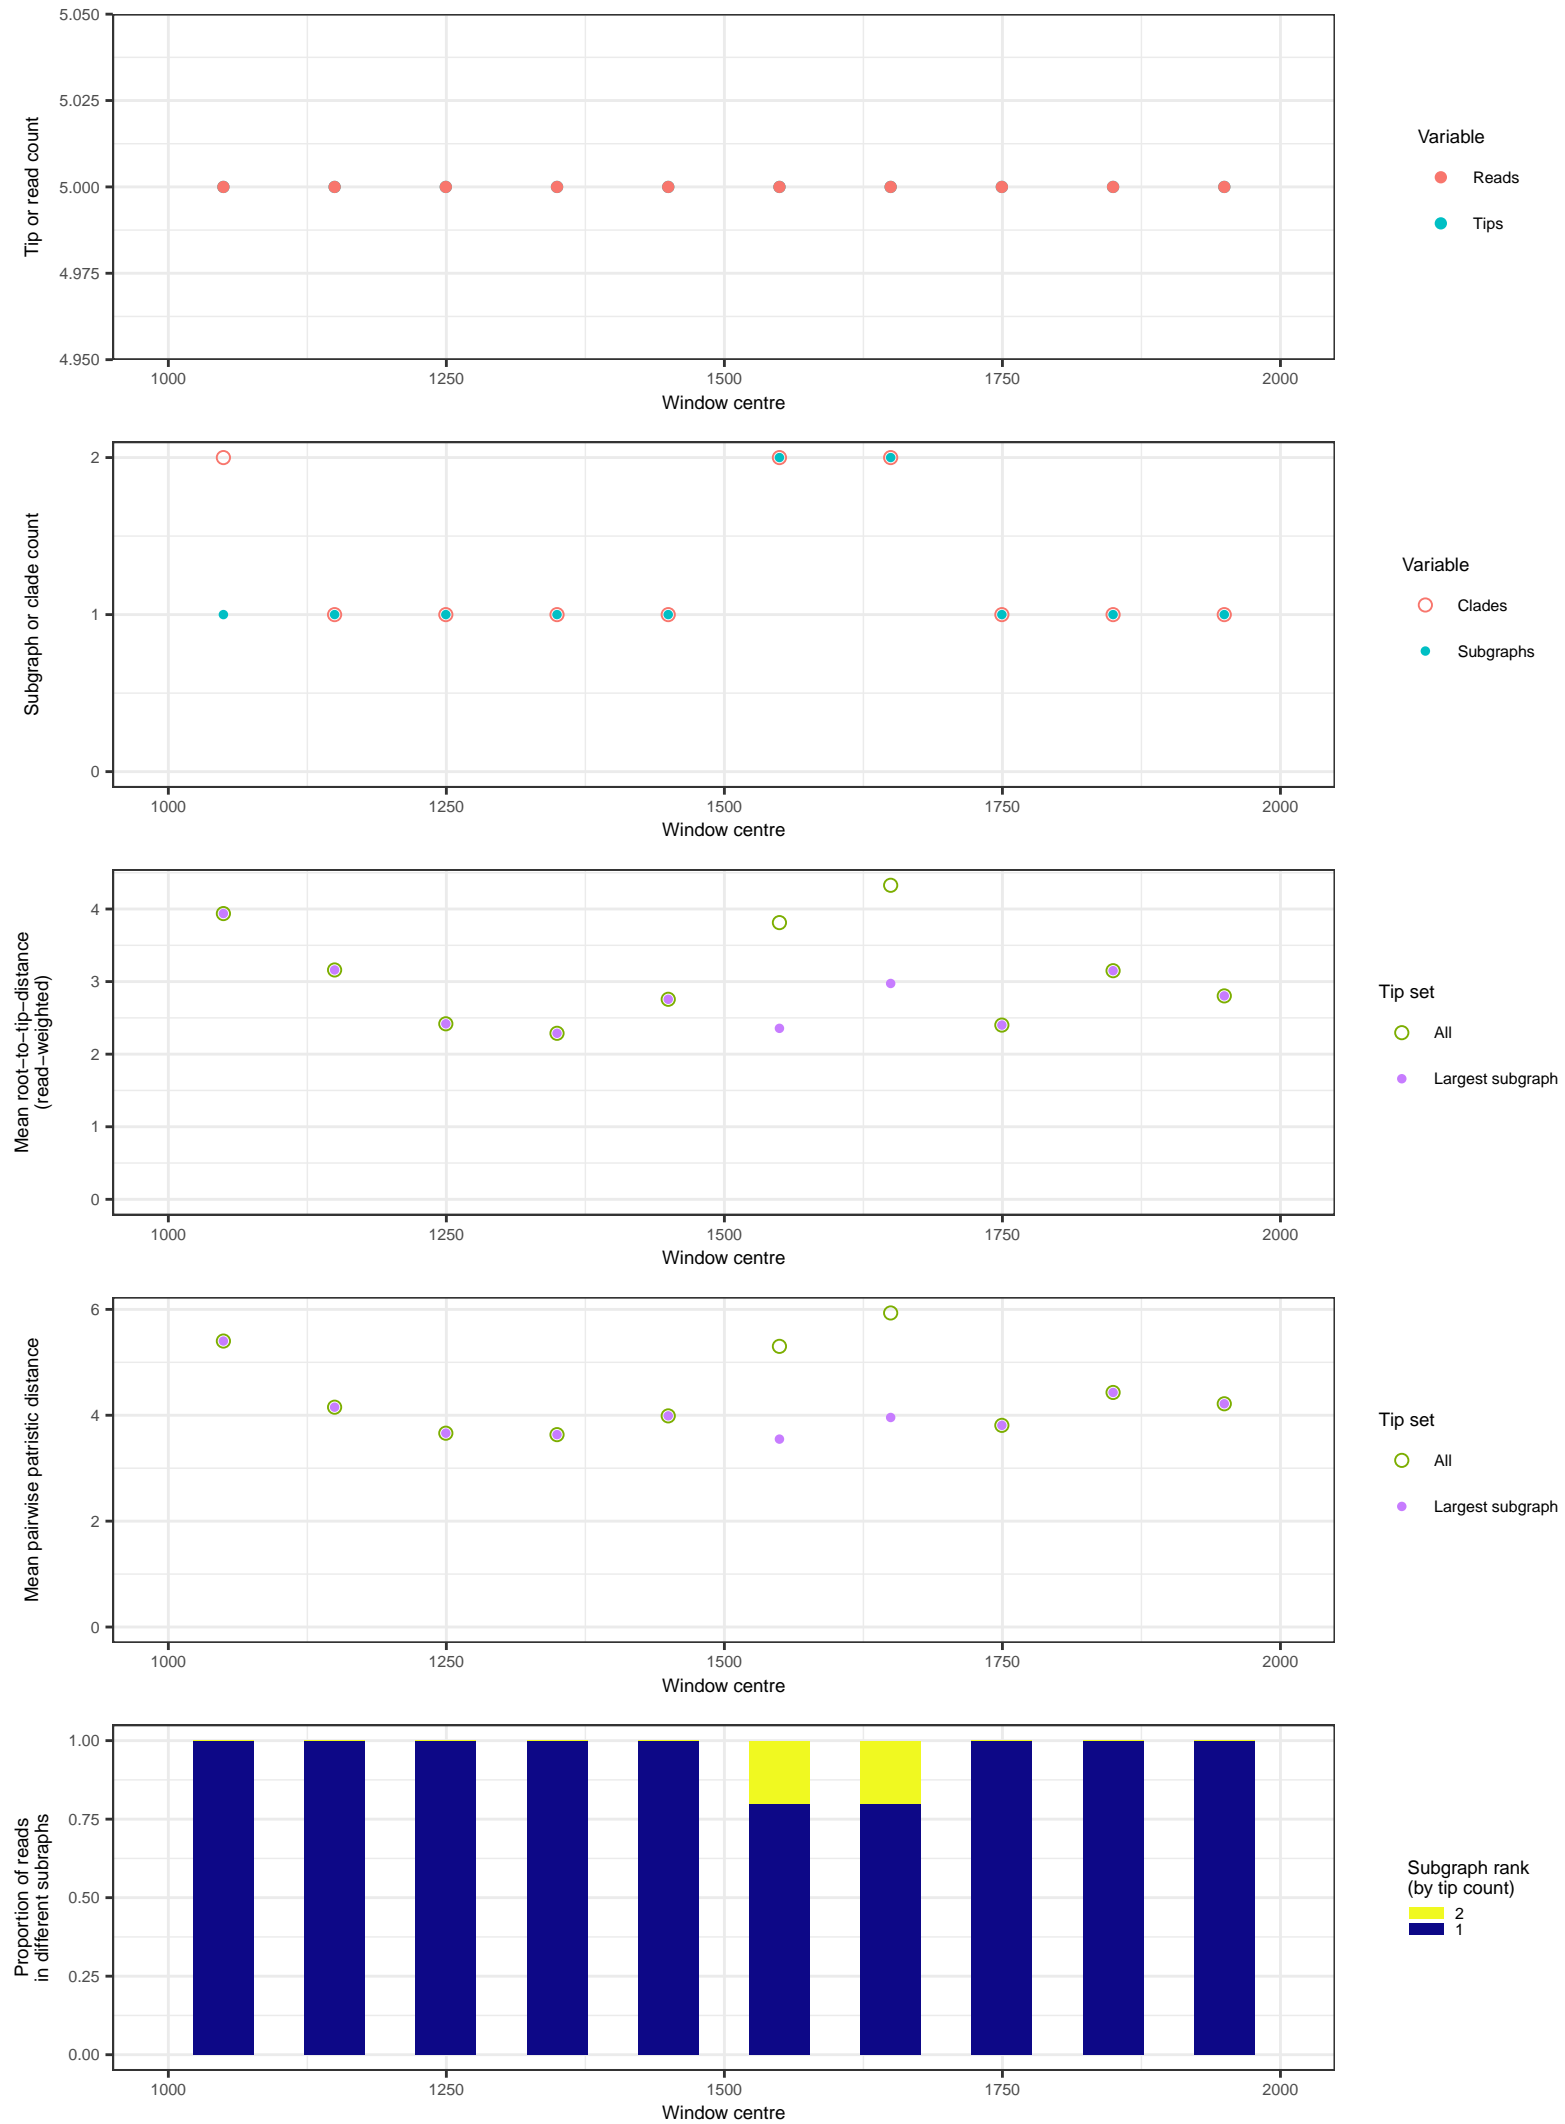 5.050
5.025
5.000
4.975
4.950
Tip or read count
1000 1250 1500 1750 2000
Window centre
Variable
Reads
Tips
2
1
0
Subgraph or clade count
1000 1250 1500 1750 2000
Window centre
Variable
Clades
Subgraphs
4
3
2
1
0
Mean root−to−tip−distance
(read−weighted)
1000 1250 1500 1750 2000
Window centre
Tip set
All
Largest subgraph
6
4
2
0
Mean pairwise patristic distance
1000 1250 1500 1750 2000
Window centre
Tip set
All
Largest subgraph
1.00
0.75
0.50
0.25
0.00
Proportion of reads
in different subraphs
1000 1250 1500 1750 2000
Window centre
Subgraph rank
(by tip count)
2
1